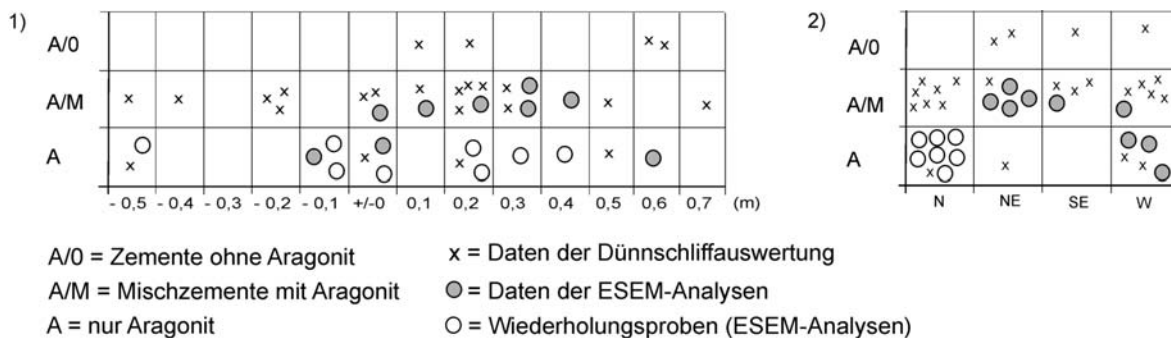 1)
A/0
A/M
A
- 0,5 - 0,4 - 0,3 - 0,2 - 0,1 +/-0 0,1 0,2 0,3 0,4 0,5 0,6 0,7 (m)
2)
A/0
A/M
A
N NE SE W
A/0 = Zemente ohne Aragonit
A/M = Mischzemente mit Aragonit
A = nur Aragonit
x = Daten der Dünnschliffauswertung
= Daten der ESEM-Analysen
= Wiederholungsproben (ESEM-Analysen)